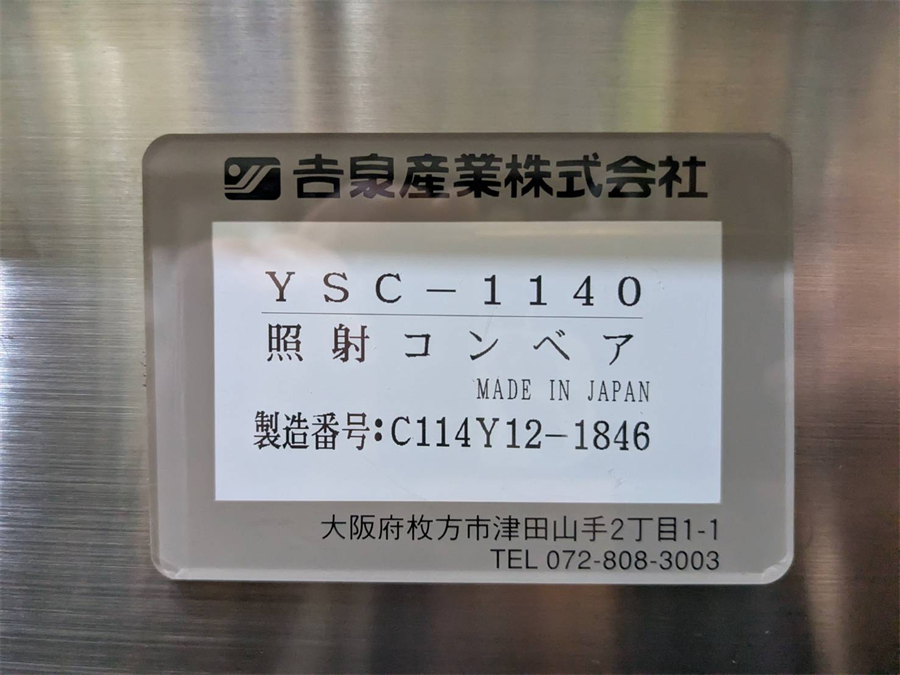 𠮷泉産業株式会社
YSC-1140
照射コンベア
MADE IN JAPAN
製造番号:C114Y12-1846
大阪府枚方市津田山手2丁目1-1
TEL 072-808-3003